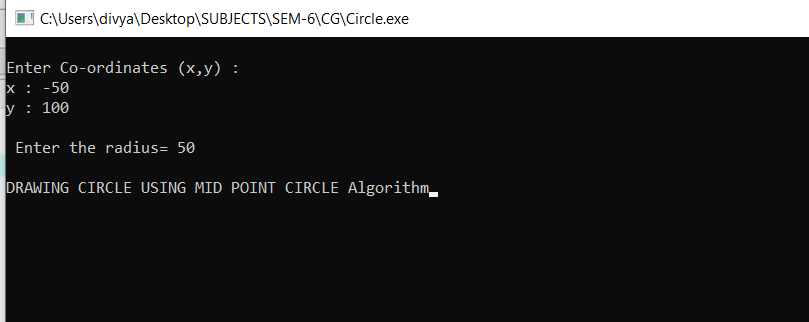 C:\Users\divya\Desktop\SUBJECTS\SEM-6\CG\Circle.exe
Enter Co-ordinates (x,y) :
x : -50
y : 100
Enter the radius= 50
DRAWING CIRCLE USING MID POINT CIRCLE Algorithm